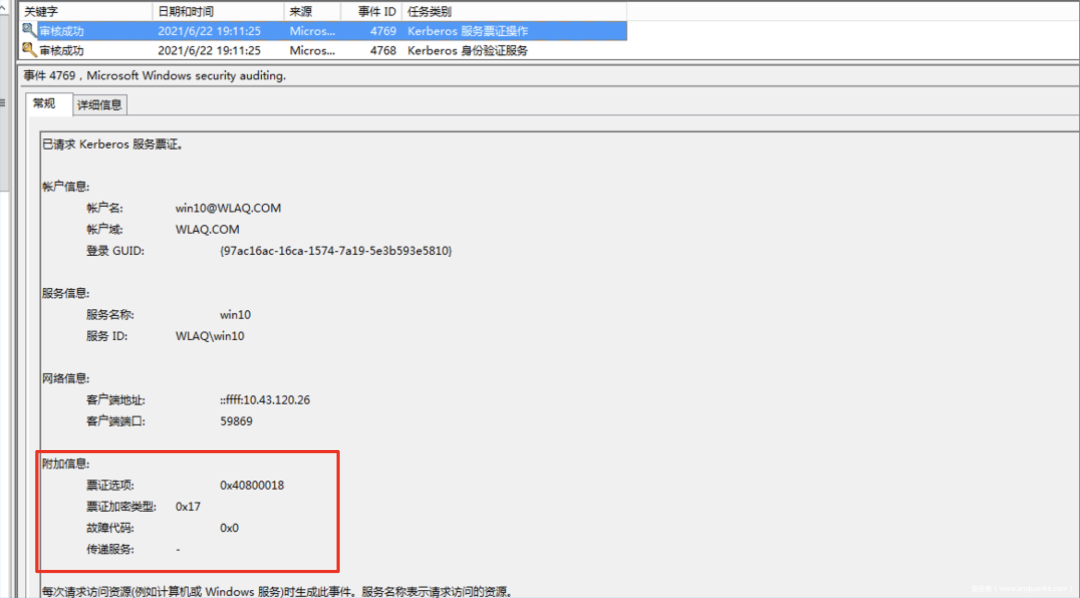 关键字 日期和时间 来源 事件 ID 任务类别
审核成功 2021/6/22 19:11:25 Micros... 4769 Kerberos 服务票证操作
审核成功 2021/6/22 19:11:25 Micros... 4768 Kerberos 身份验证服务
事件 4769，Microsoft Windows security auditing.
常规 详细信息
已请求 Kerberos 服务票证。
帐户信息:
帐户名: win10@WLAQ.COM
帐户域: WLAQ.COM
登录 GUID: {97ac16ac-16ca-1574-7a19-5e3b593e5810}
服务信息:
服务名称: win10
服务 ID: WLAQ\win10
网络信息:
客户端地址: ::ffff:10.43.120.26
客户端端口: 59869
附加信息:
票证选项: 0x40800018
票证加密类型: 0x17
故障代码: 0x0
传递服务: -
每次请求访问资源(例如计算机或 Windows 服务)时生成此事件。服务名称表示请求访问的资源。